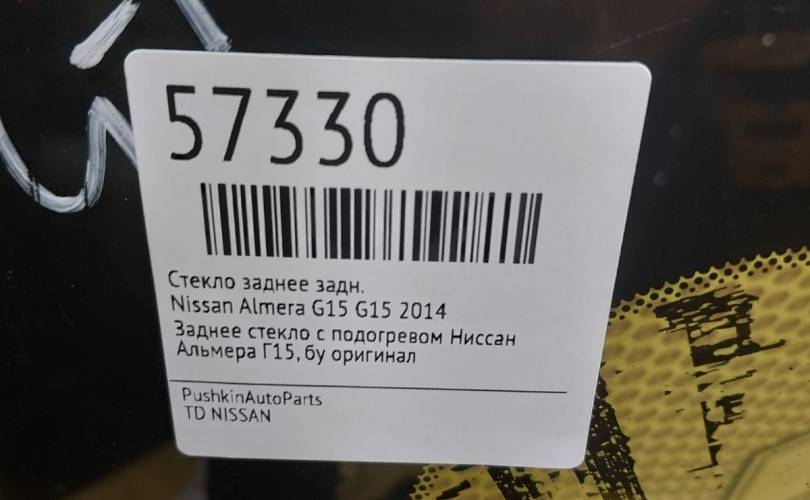 57330
Стекло заднее задн.
Nissan Almera G15 G15 2014
Заднее стекло с подогревом Ниссан
Альмера Г15, бу оригинал
PushkinAutoParts
TD NISSAN